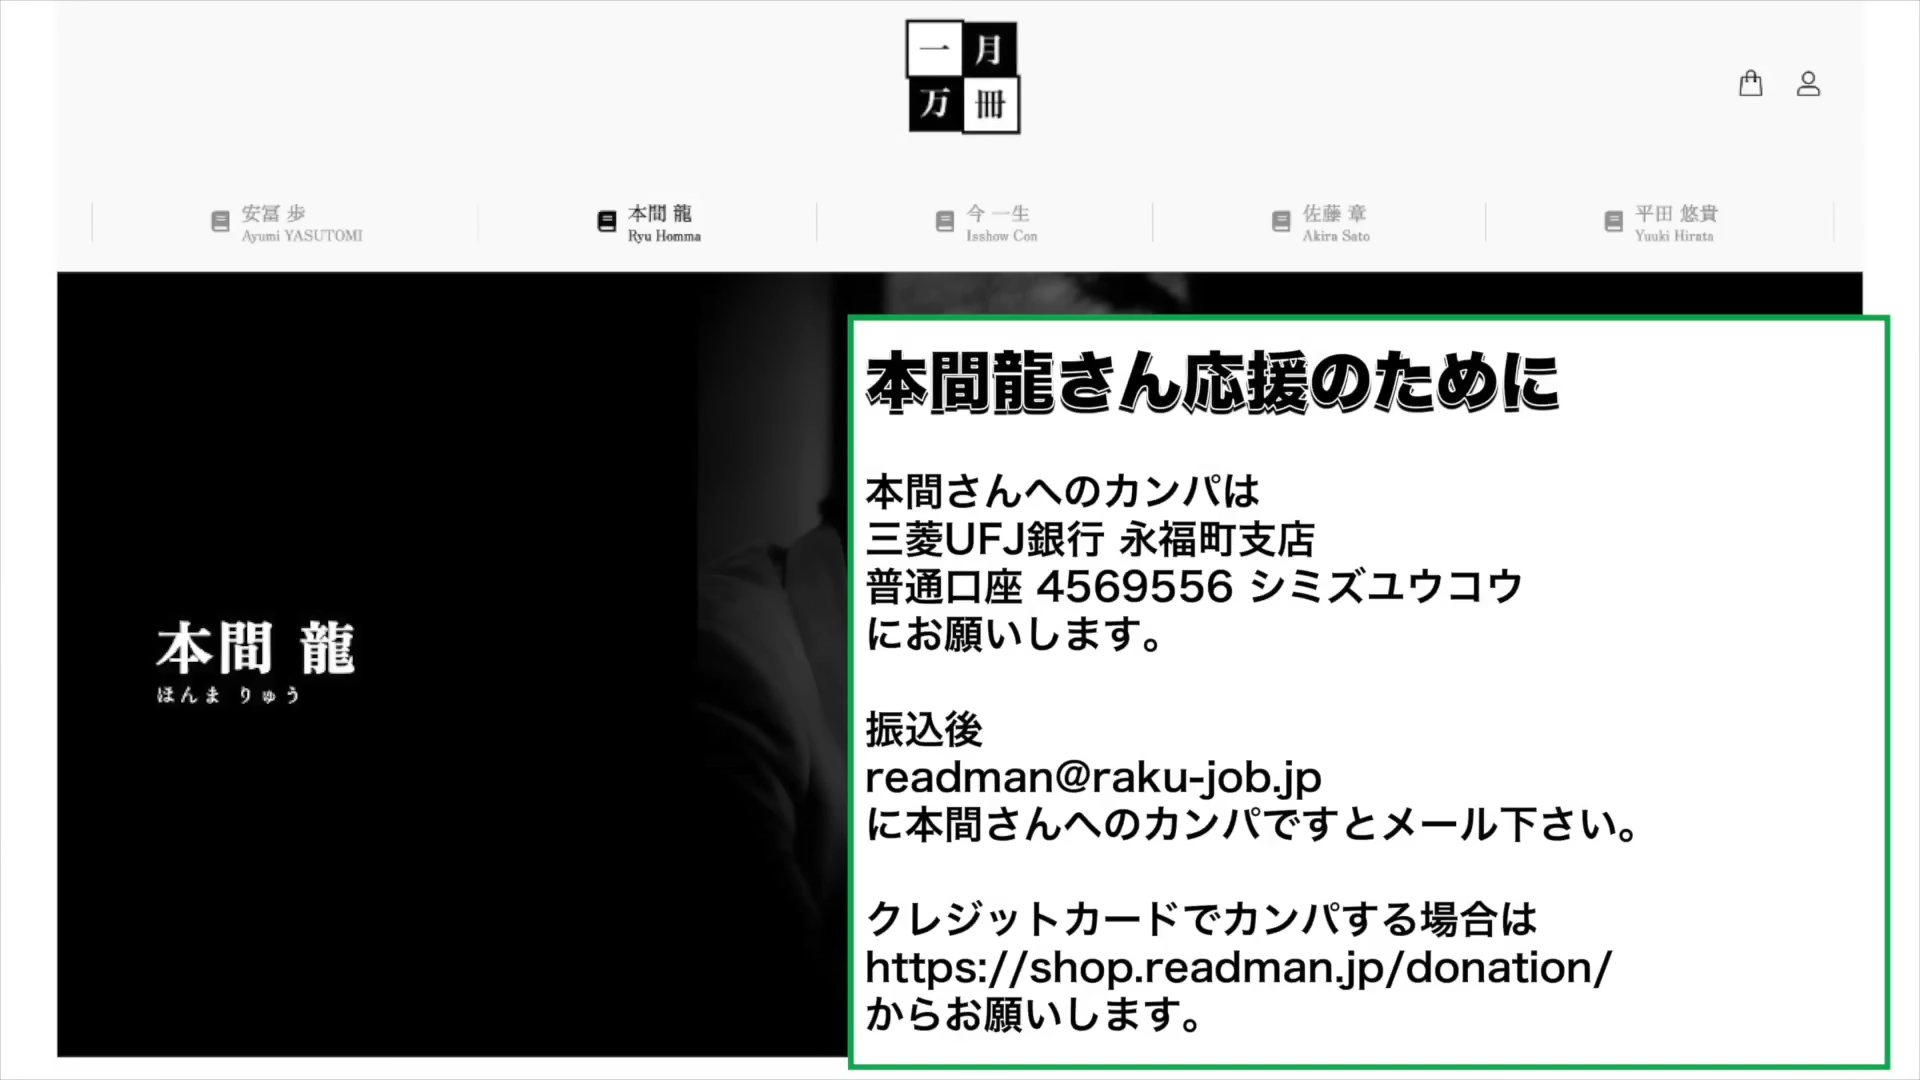 一月
万冊
安冨 歩
Ayumi YASUTOMI
本間 龍
Ryu Homma
今 一生
Isshow Con
佐藤 章
Akira Sato
平田 悠貴
Yuuki Hirata
本間 龍
ほんま りゅう
本間龍さん応援のために
本間さんへのカンパは
三菱UFJ銀行 永福町支店
普通口座 4569556 シミズユウコウ
にお願いします。
振込後
readman@raku-job.jp
に本間さんへのカンパですとメール下さい。
クレジットカードでカンパする場合は
https://shop.readman.jp/donation/
からお願いします。